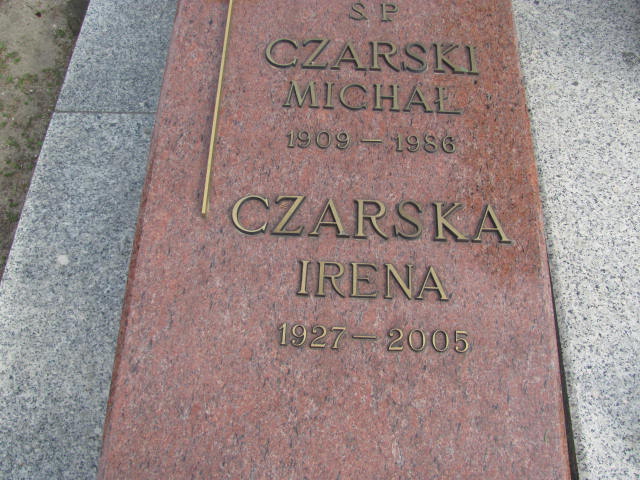 S P
CZARSKI
MICHAŁ
1909 – 1986
CZARSKA
IRENA
1927 – 2005